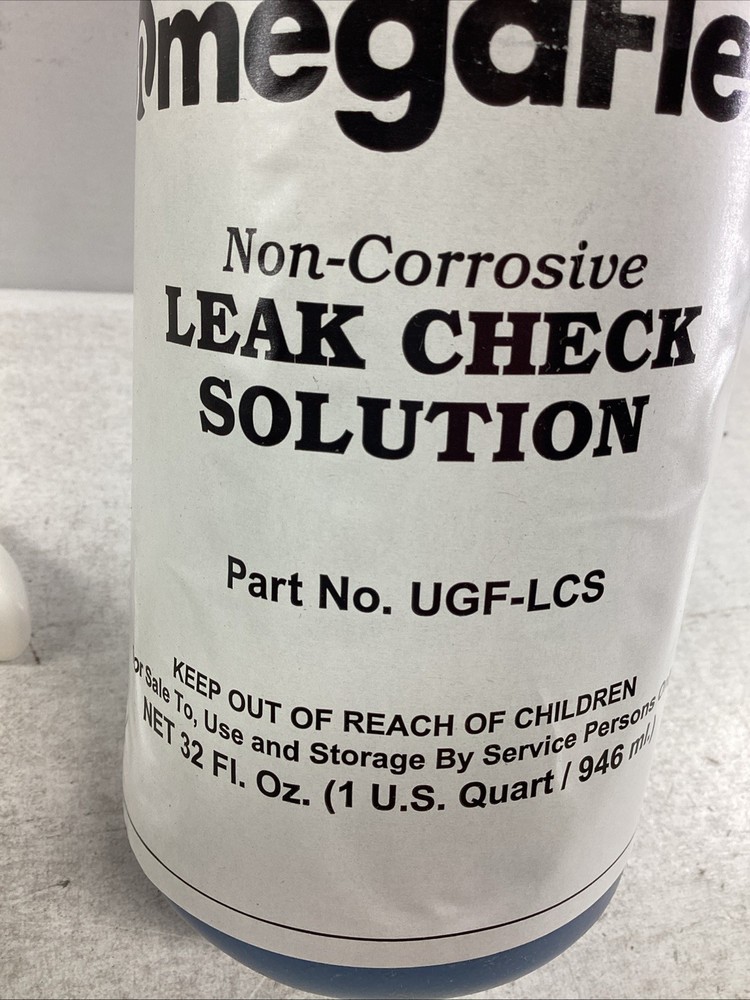 OmegaFle
Non-Corrosive
LEAK CHECK
SOLUTION
Part No. UGF-LCS
KEEP OUT OF REACH OF CHILDREN
or Sale To, Use and Storage By Service Persons
NET 32 Fl. Oz. (1 U.S. Quart / 946 ml.)